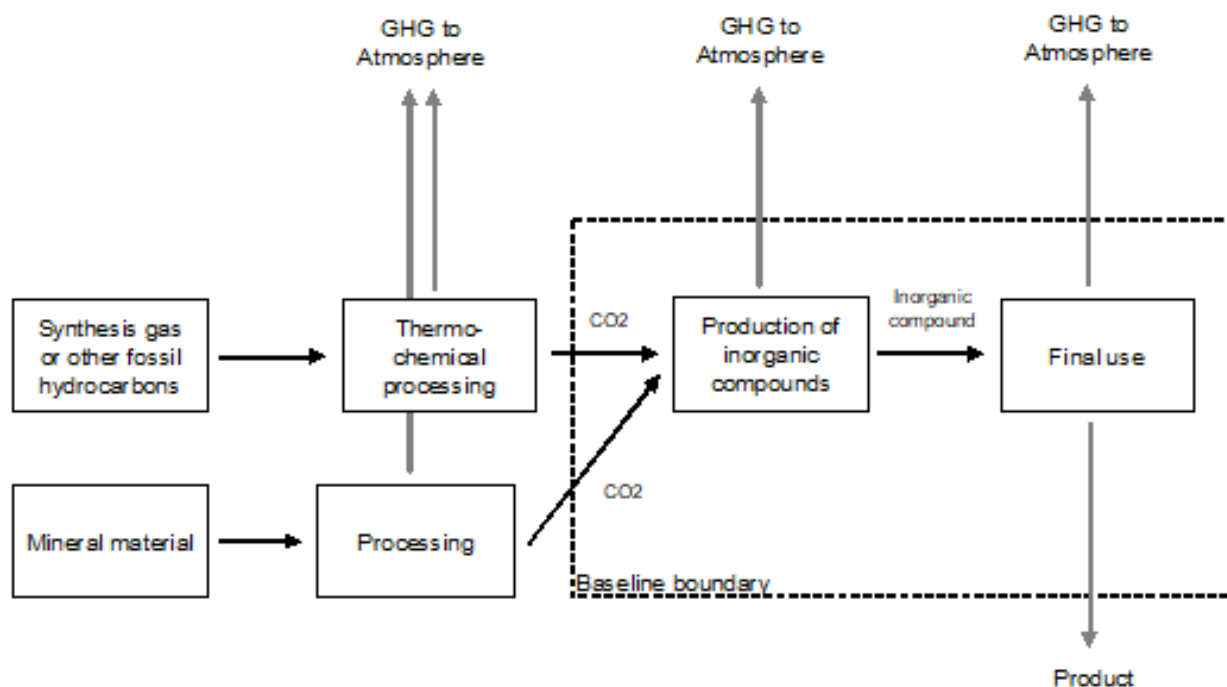 GHG to
Atmosphere
GHG to
Atmosphere
GHG to
Atmosphere
Synthesis gas
or other fossil
hydrocarbons
Thermo-
chemical
processing
CO2
Production of
inorganic
compounds
Inorganic
compound
Final use
Mineral material
Processing
CO2
Baseline boundary
Product